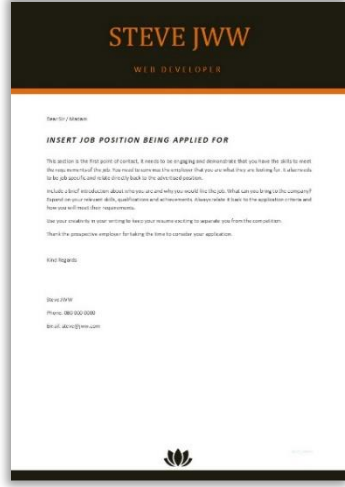 STEVE JWW
WEB DEVELOPER
Dear Sir / Madam
INSERT JOB POSITION BEING APPLIED FOR
This section is the first point of contact, it needs to be engaging and demonstrate that you have the skills to meet
the requirements of the job. You need to convince the employer that you are what they are looking for. It also needs
to be job specific and relate directly back to the advertised position.
Include a brief introduction about who you are and why you would like the job. What can you bring to the company?
Expand on your relevant skills, qualifications and achievements. Always relate it back to the application criteria and
how you will meet their requirements.
Use your creativity in your writing to keep your resume exciting to separate you from the competition.
Thank the prospective employer for taking the time to consider your application.
Kind Regards
Steve JWW
Phone: 000 000 0000
Email: steve@jww.com